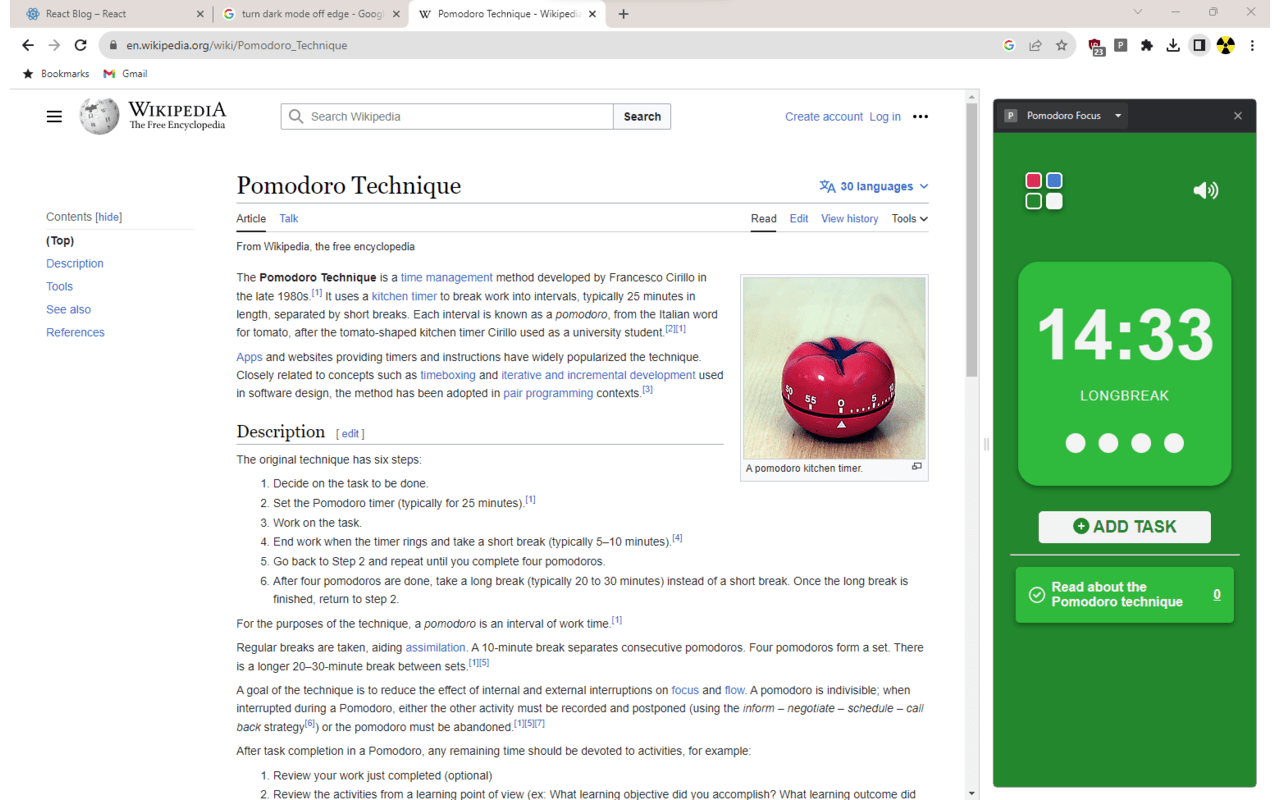 React Blog – React
turn dark mode off edge - Goog
Pomodoro Technique - Wikipedia
en.wikipedia.org/wiki/Pomodoro_Technique
23
P
Bookmarks
Gmail
WIKIPEDIA
The Free Encyclopedia
Search Wikipedia
Search
Create account Log in
Pomodoro Technique
30 languages
Contents [hide]
(Top)
Description
Tools
See also
References
Article Talk
Read Edit View history Tools
From Wikipedia, the free encyclopedia
The Pomodoro Technique is a time management method developed by Francesco Cirillo in
the late 1980s.[1] It uses a kitchen timer to break work into intervals, typically 25 minutes in
length, separated by short breaks. Each interval is known as a pomodoro, from the Italian word
for tomato, after the tomato-shaped kitchen timer Cirillo used as a university student.[2][1]
Apps and websites providing timers and instructions have widely popularized the technique.
Closely related to concepts such as timeboxing and iterative and incremental development used
in software design, the method has been adopted in pair programming contexts.[3]
50 55 0 5 10
A pomodoro kitchen timer.
Description [ edit ]
The original technique has six steps:
1. Decide on the task to be done.
2. Set the Pomodoro timer (typically for 25 minutes).[1]
3. Work on the task.
4. End work when the timer rings and take a short break (typically 5–10 minutes).[4]
5. Go back to Step 2 and repeat until you complete four pomodoros.
6. After four pomodoros are done, take a long break (typically 20 to 30 minutes) instead of a short break. Once the long break is
finished, return to step 2.
For the purposes of the technique, a pomodoro is an interval of work time.[1]
Regular breaks are taken, aiding assimilation. A 10-minute break separates consecutive pomodoros. Four pomodoros form a set. There
is a longer 20–30-minute break between sets.[1][5]
A goal of the technique is to reduce the effect of internal and external interruptions on focus and flow. A pomodoro is indivisible; when
interrupted during a Pomodoro, either the other activity must be recorded and postponed (using the inform – negotiate – schedule – call
back strategy[6]) or the pomodoro must be abandoned.[1][5][7]
After task completion in a Pomodoro, any remaining time should be devoted to activities, for example:
1. Review your work just completed (optional)
2. Review the activities from a learning point of view (ex: What learning objective did you accomplish? What learning outcome did
P Pomodoro Focus
14:33
LONGBREAK
ADD TASK
Read about the
Pomodoro technique
0